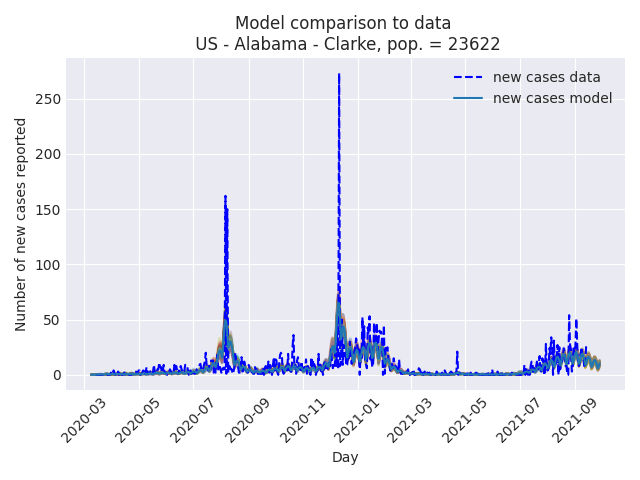 Model comparison to data
US - Alabama - Clarke, pop. = 23622
new cases data
new cases model
Number of new cases reported
250
200
150
100
50
0
2020-03
2020-05
2020-07
2020-09
2020-11
2021-01
2021-03
2021-05
2021-07
2021-09
Day